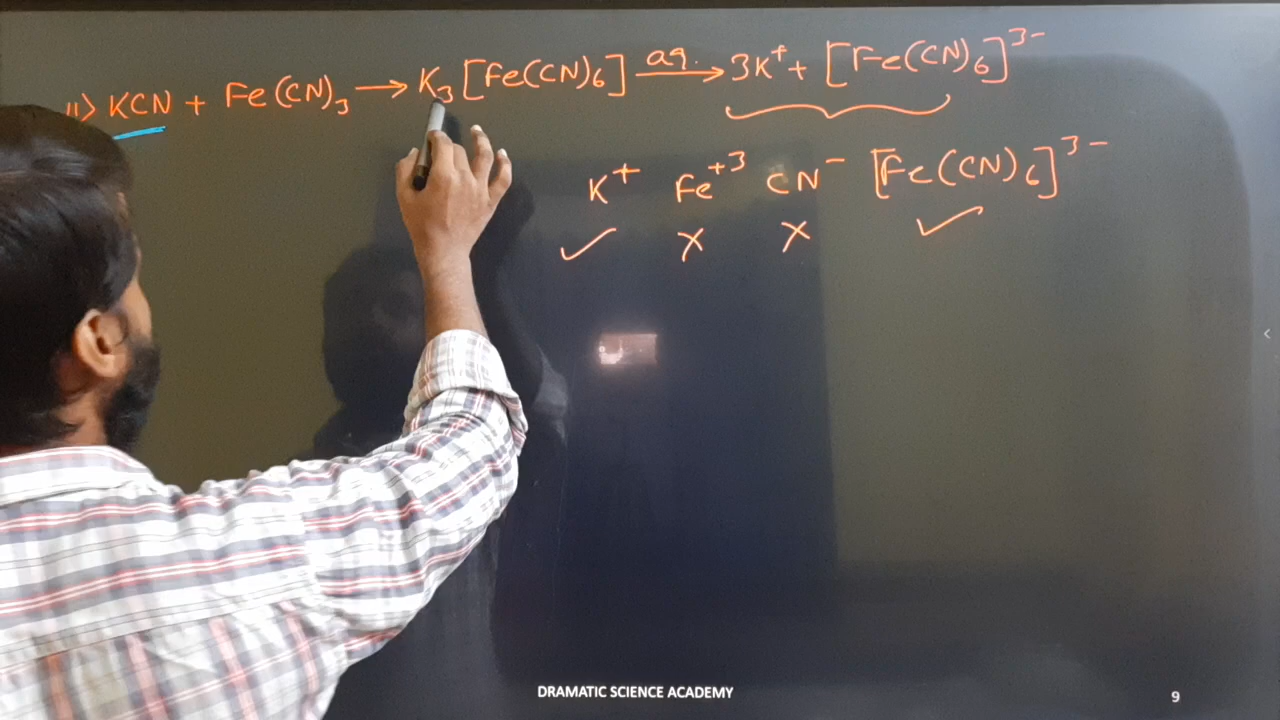 11> KCN + Fe(CN)₃ → K₃[Fe(CN)₆] aq. → 3K⁺ + [Fe(CN)₆]³⁻
K⁺ Fe⁺³ CN⁻ [Fe(CN)₆]³⁻
✓ X X ✓
DRAMATIC SCIENCE ACADEMY
9